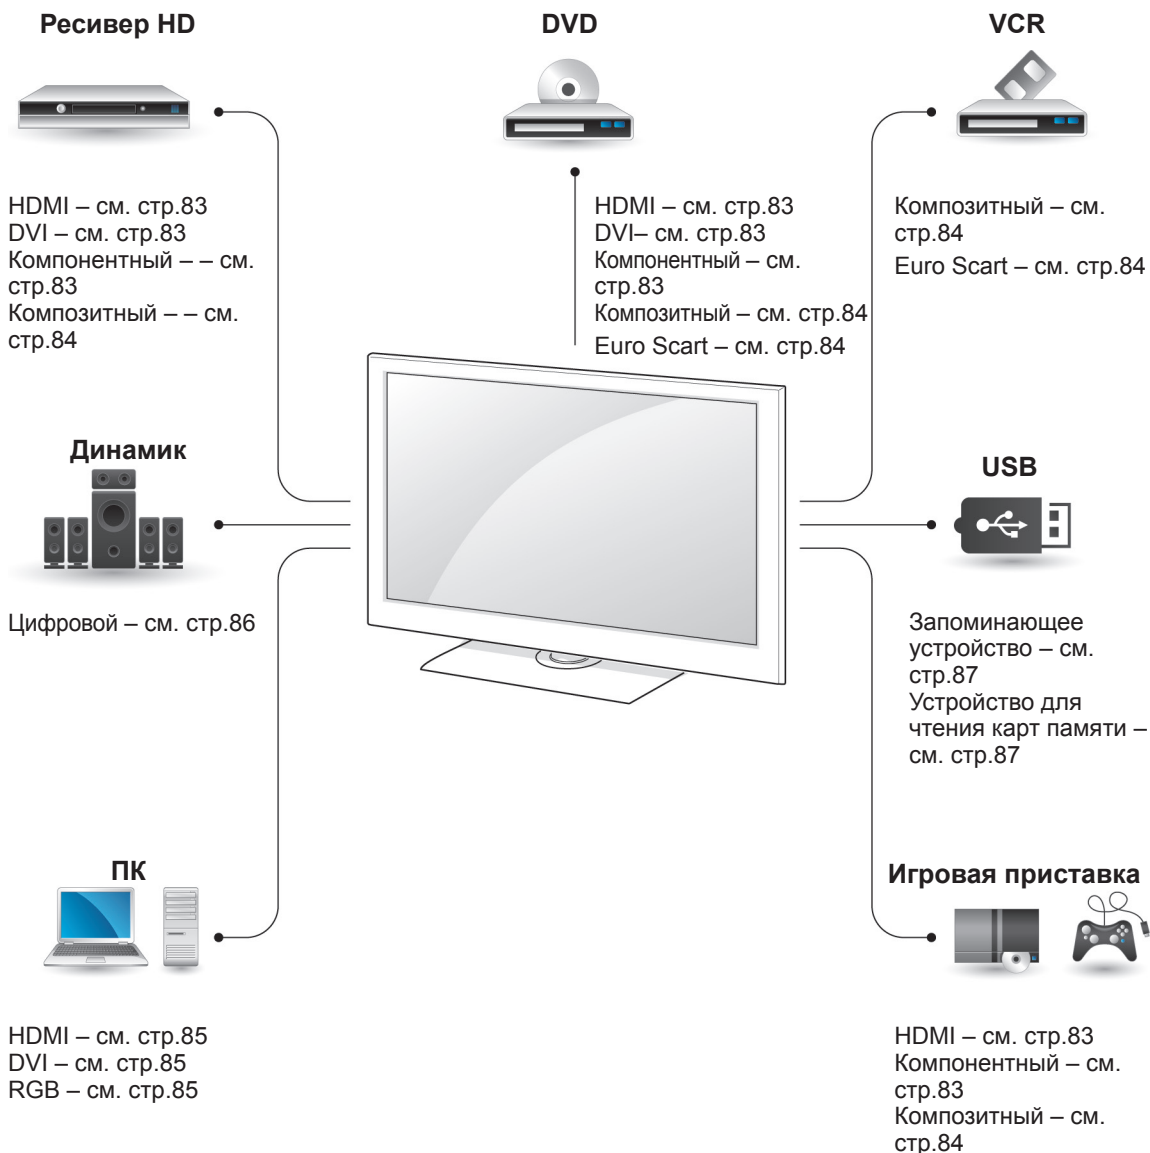 Ресивер HD
HDMI – см. стр.83
DVI – см. стр.83
Компонентный – – см.
стр.83
Композитный – – см.
стр.84
DVD
HDMI – см. стр.83
DVI– см. стр.83
Компонентный – см.
стр.83
Композитный – см. стр.84
Euro Scart – см. стр.84
VCR
Композитный – см.
стр.84
Euro Scart – см. стр.84
Динамик
Цифровой – см. стр.86
USB
Запоминающее
устройство – см.
стр.87
Устройство для
чтения карт памяти –
см. стр.87
ПК
HDMI – см. стр.85
DVI – см. стр.85
RGB – см. стр.85
Игровая приставка
HDMI – см. стр.83
Компонентный – см.
стр.83
Композитный – см.
стр.84